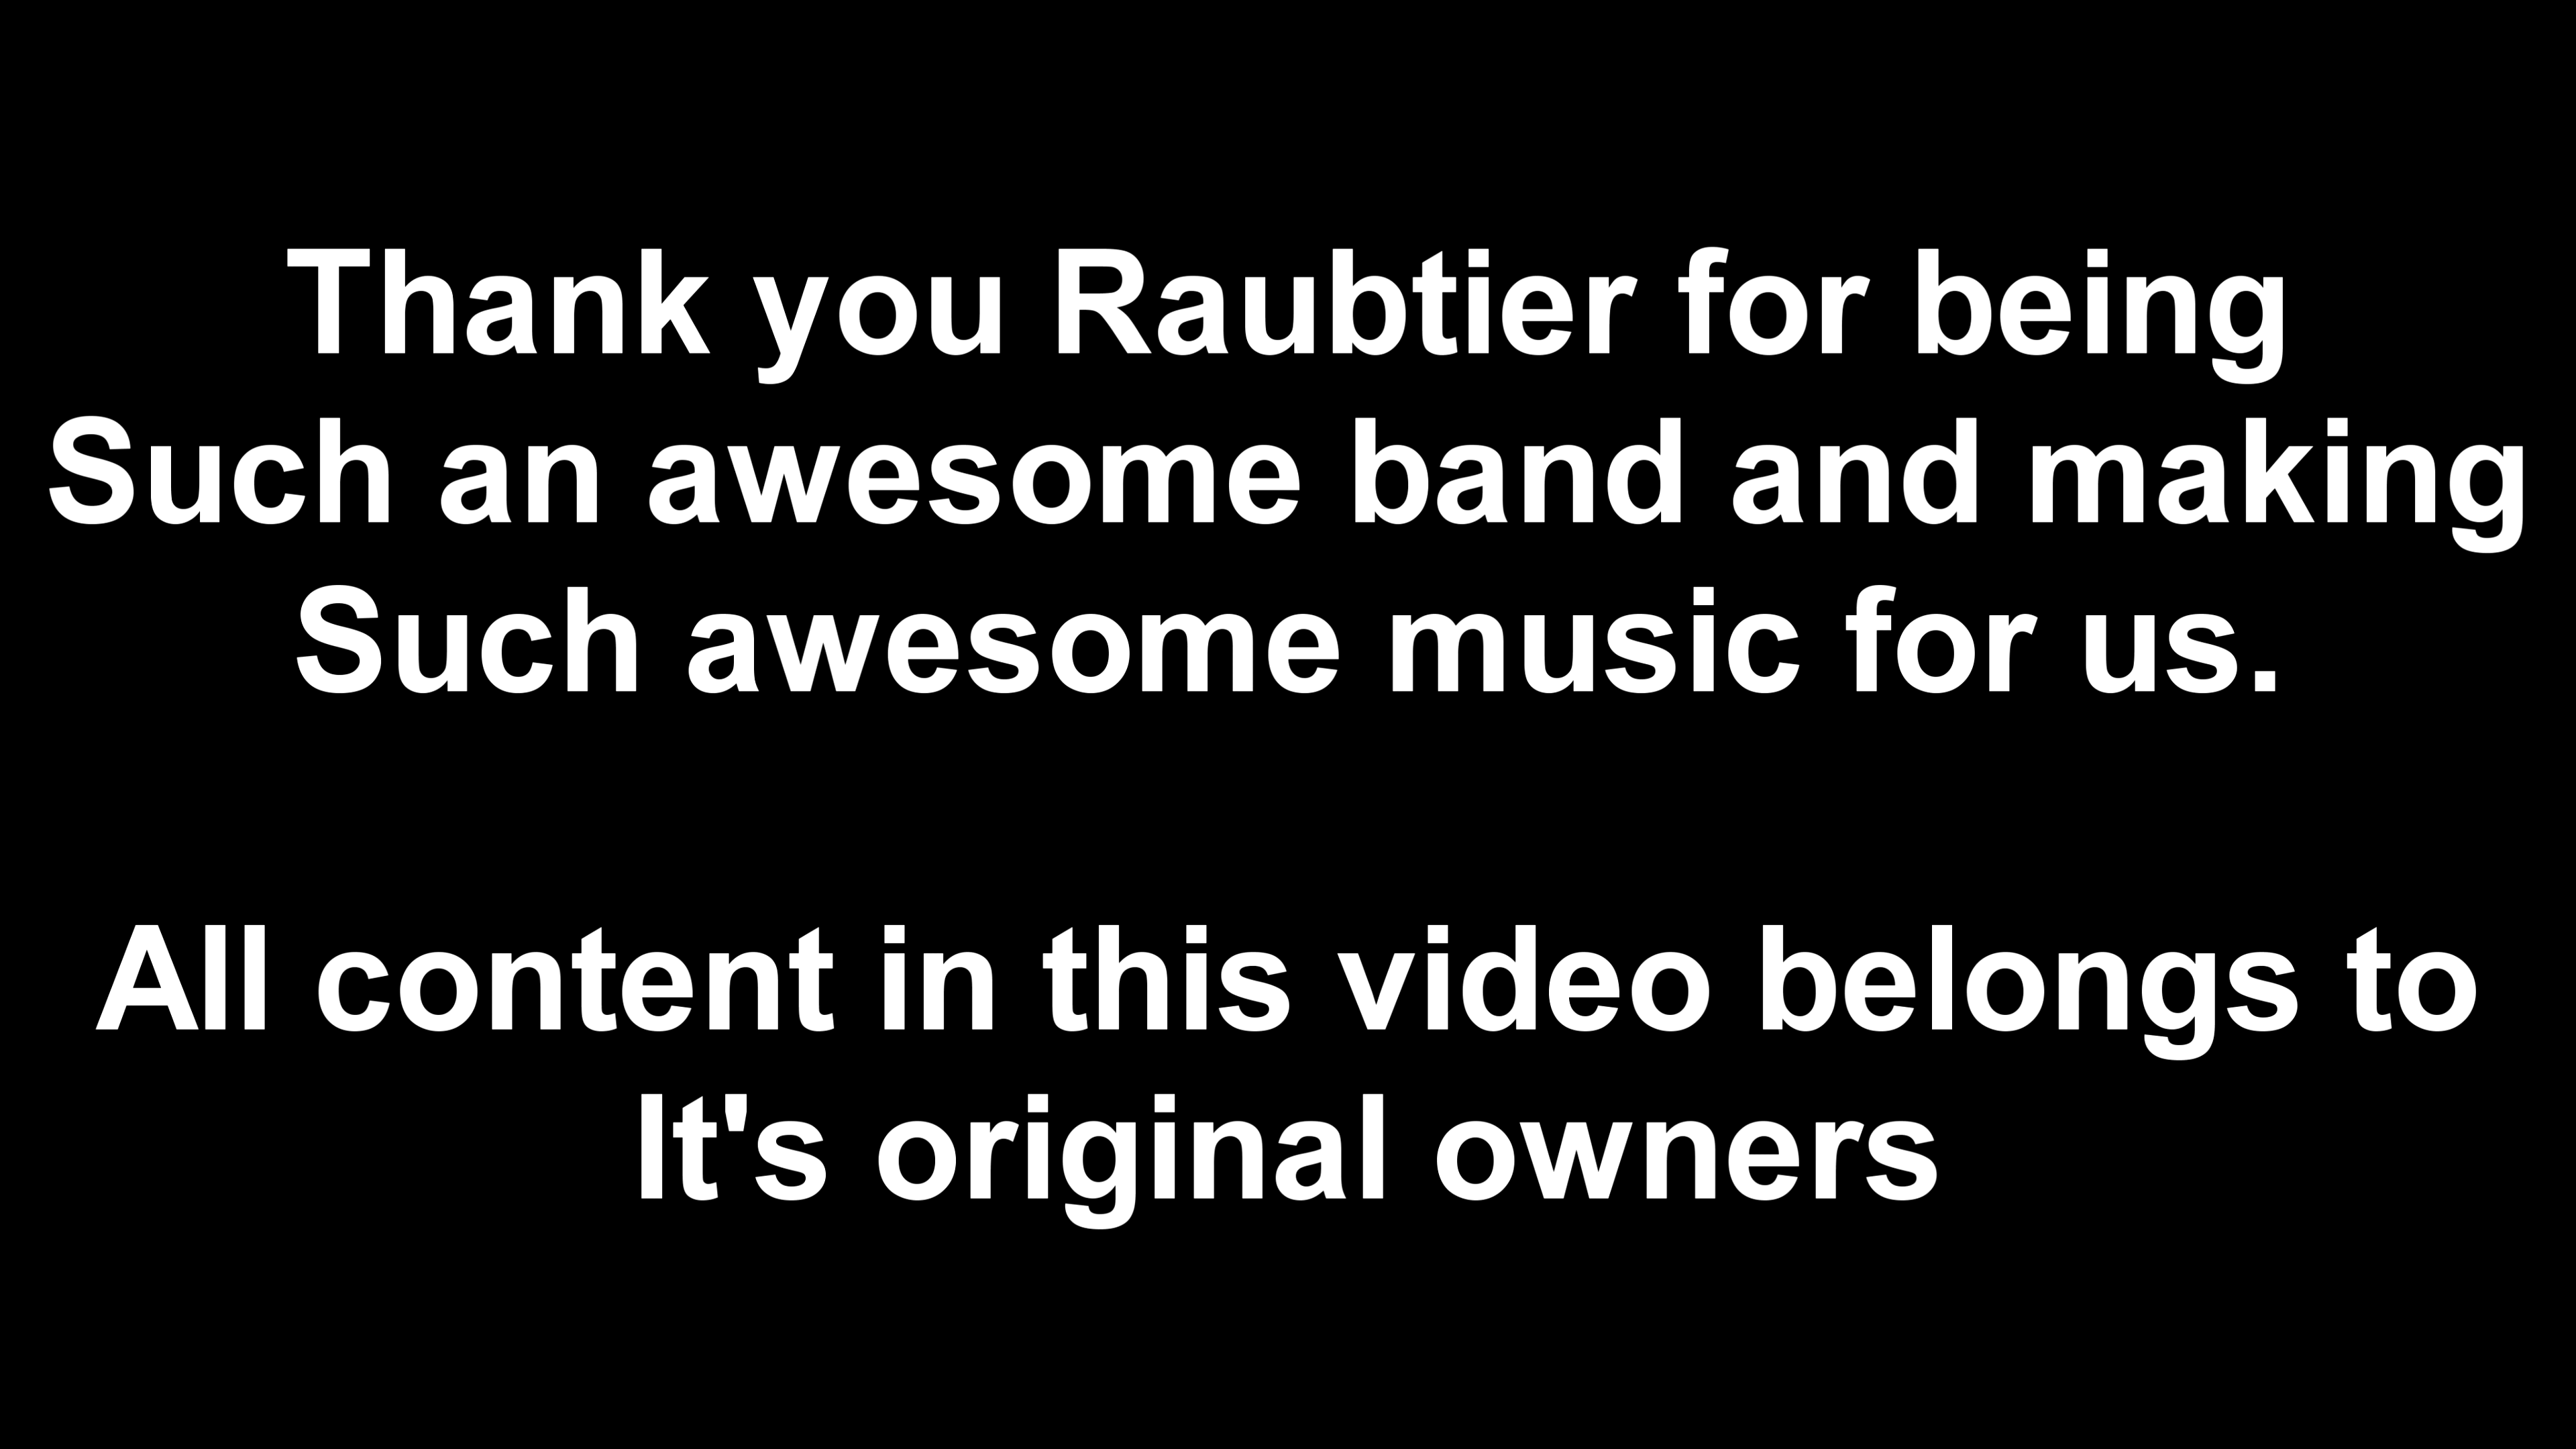 Thank you Raubtier for being
Such an awesome band and making
Such awesome music for us.
All content in this video belongs to
It's original owners